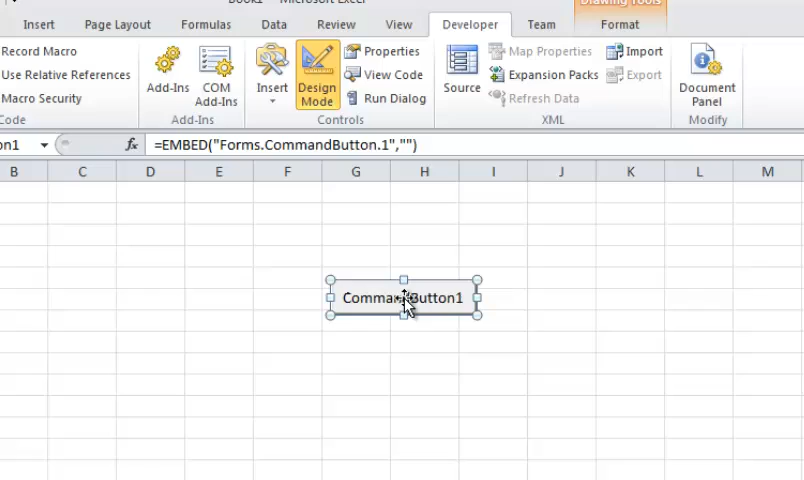 Book1 - Microsoft Excel
Drawing Tools
Insert Page Layout Formulas Data Review View Developer Team Format
Record Macro
Use Relative References
Macro Security
Code
Add-Ins
COM
Add-Ins
Add-Ins
Insert
Design
Mode
Properties
View Code
Run Dialog
Controls
Source
Map Properties
Expansion Packs
Refresh Data
Import
Export
XML
Document
Panel
Modify
on1 fx =EMBED("Forms.CommandButton.1","")
B C D E F G H I J K L M
CommandButton1